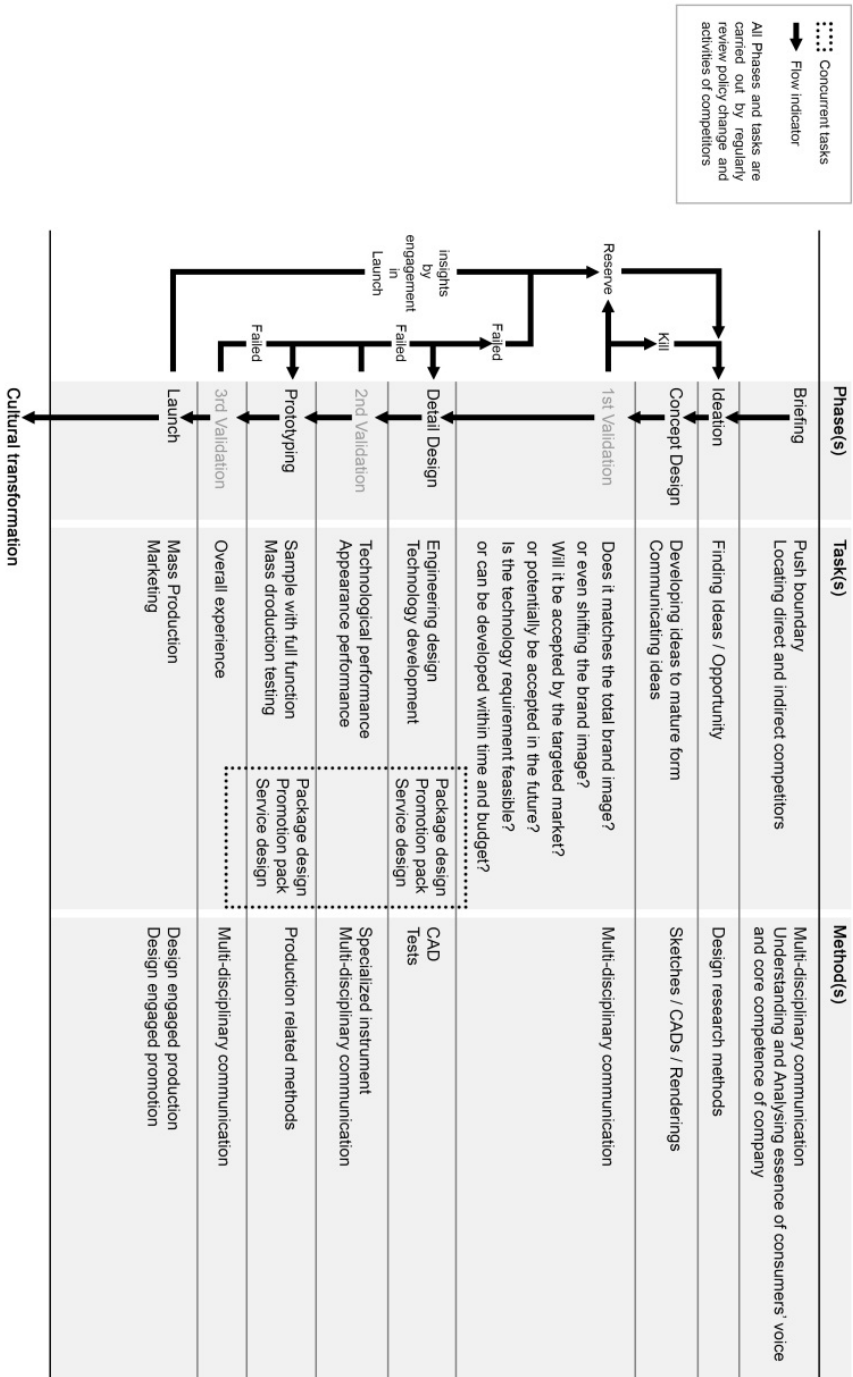 Concurrent tasks
Flow indicator
All Phases and tasks are
carried out by regularly
review policy change and
activities of competitors
Phase(s)
Task(s)
Method(s)
Briefing
Push boundary
Locating direct and indirect competitors
Multi-disciplinary communication
Understanding and Analysing essence of consumers' voice
and core competence of company
Ideation
Finding Ideas / Opportunity
Design research methods
Kill
Concept Design
Developing ideas to mature form
Communicating ideas
Sketches / CADs / Renderings
Reserve
1st Validation
Does it matches the total brand image?
or even shifting the brand image?
Will it be accepted by the targeted market?
or potentially be accepted in the future?
Is the technology requirement feasible?
or can be developed within time and budget?
Multi-disciplinary communication
insights
by
engagement
in
Launch
Failed
Detail Design
Engineering design
Technology development
Package design
Promotion pack
Service design
CAD
Tests
Failed
2nd Validation
Technological performance
Appearance performance
Specialized instrument
Multi-disciplinary communication
Prototyping
Sample with full function
Mass droduction testing
Package design
Promotion pack
Service design
Production related methods
Failed
3rd Validation
Overall experience
Multi-disciplinary communication
Launch
Mass Production
Marketing
Design engaged production
Design engaged promotion
Cultural transformation